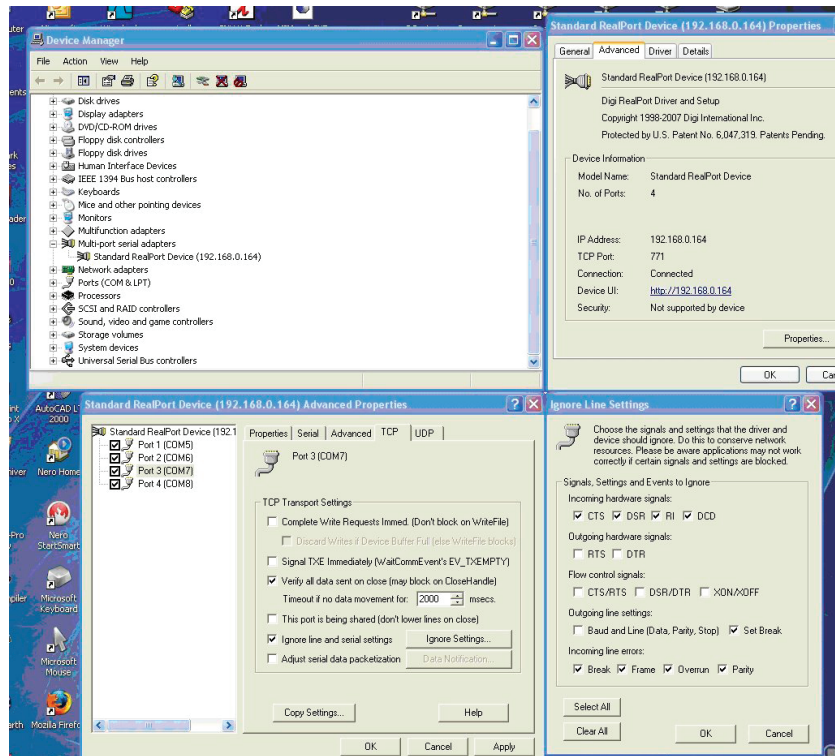 Device Manager
File Action View Help
Disk drives
Display adapters
DVD/CD-ROM drives
Floppy disk controllers
Floppy disk drives
Human Interface Devices
IEEE 1394 Bus host controllers
Keyboards
Mice and other pointing devices
Monitors
Multifunction adapters
Multi-port serial adapters
Standard RealPort Device (192.168.0.164)
Network adapters
Ports (COM & LPT)
Processors
SCSI and RAID controllers
Sound, video and game controllers
Storage volumes
System devices
Universal Serial Bus controllers
Standard RealPort Device (192.168.0.164) Properties
General Advanced Driver Details
Standard RealPort Device (192.168.0.164)
Digi RealPort Driver and Setup
Copyright 1998-2007 Digi International Inc.
Protected by U.S. Patent No. 6,047,319. Patents Pending.
Device Information
Model Name: Standard RealPort Device
No. of Ports: 4
IP Address: 192.168.0.164
TCP Port: 771
Connection: Connected
Device UI: http://192.168.0.164
Security: Not supported by device
Properties...
OK
AutoCAD L
2000
Nero Home
Nero
StartSmart
Microsoft
Keyboard
Microsoft
Mouse
Mozilla Firef
Standard RealPort Device (192.168.0.164) Advanced Properties
Standard RealPort Device (192.1
Port 1 (COM5)
Port 2 (COM6)
Port 3 (COM7)
Port 4 (COM8)
Properties Serial Advanced TCP UDP
Port 3 (COM7)
TCP Transport Settings
Complete Write Requests Immed. (Don't block on WriteFile)
Discard Writes if Device Buffer Full (else WriteFile blocks)
Signal TXE Immediately (WaitCommEvent's EV_TXEMPTY)
Verify all data sent on close (may block on CloseHandle)
Timeout if no data movement for: 2000 msecs.
This port is being shared (don't lower lines on close)
Ignore line and serial settings Ignore Settings...
Adjust serial data packetization Data Notification...
Copy Settings... Help
OK Cancel Apply
Ignore Line Settings
Choose the signals and settings that the driver and
device should ignore. Do this to conserve network
resources. Please be aware applications may not work
correctly if certain signals and settings are blocked.
Signals, Settings and Events to Ignore
Incoming hardware signals:
CTS DSR RI DCD
Outgoing hardware signals:
RTS DTR
Flow control signals:
CTS/RTS DSR/DTR XON/XOFF
Outgoing line settings:
Baud and Line (Data, Parity, Stop) Set Break
Incoming line errors:
Break Frame Overrun Parity
Select All
Clear All OK Cancel